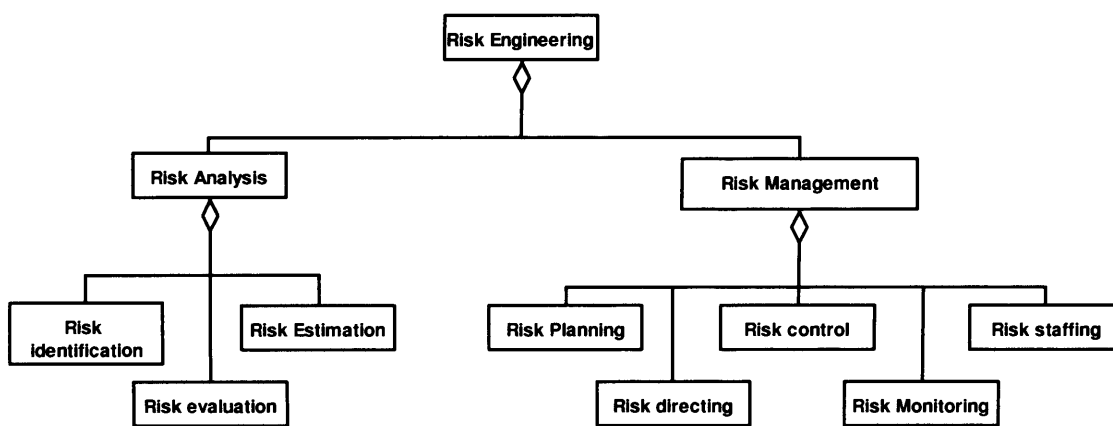 Risk Engineering
Risk Analysis
Risk Management
Risk
identification
Risk Estimation
Risk evaluation
Risk Planning
Risk control
Risk staffing
Risk directing
Risk Monitoring